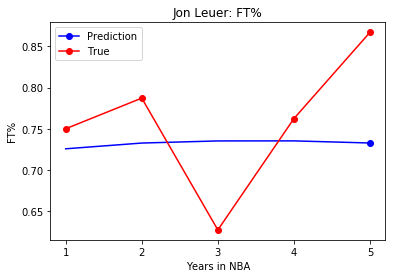 Jon Leuer: FT%
Prediction
True
FT%
0.85
0.80
0.75
0.70
0.65
1 2 3 4 5
Years in NBA